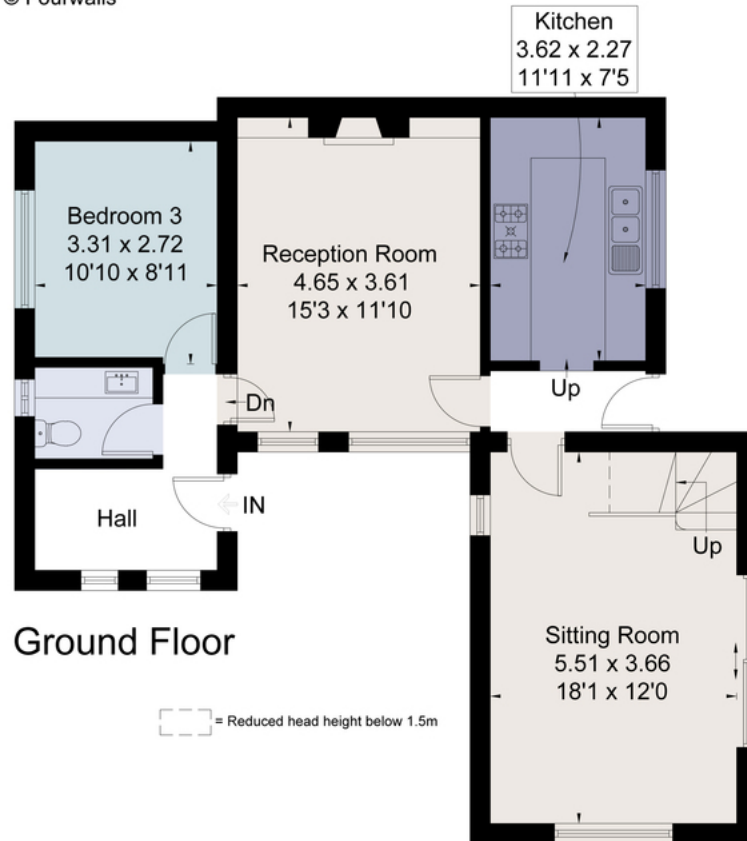 © Fourwalls
Kitchen
3.62 x 2.27
11'11 x 7'5
Bedroom 3
3.31 x 2.72
10'10 x 8'11
Reception Room
4.65 x 3.61
15'3 x 11'10
Dn
Up
Hall
IN
Up
Ground Floor
Sitting Room
5.51 x 3.66
18'1 x 12'0
= Reduced head height below 1.5m